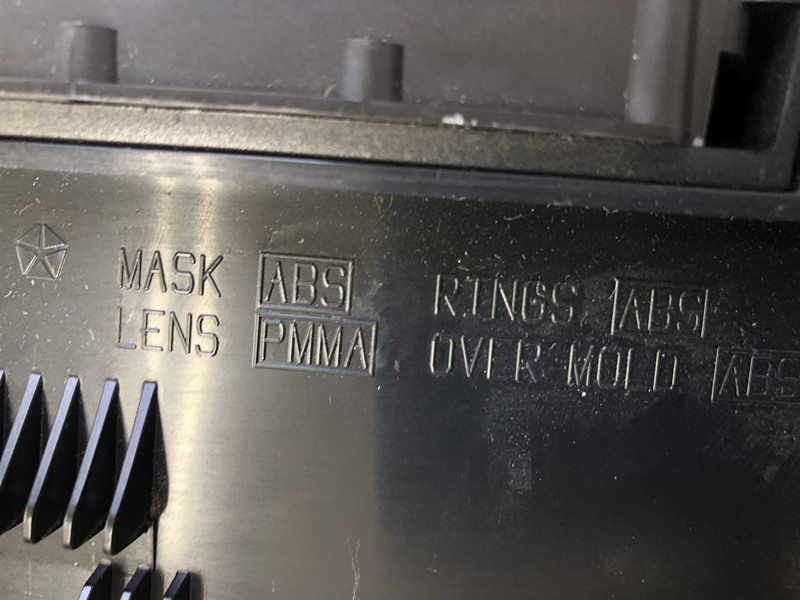 MASK ABS
LENS PMMA
RINGS ABS
OVER MOLD ABS